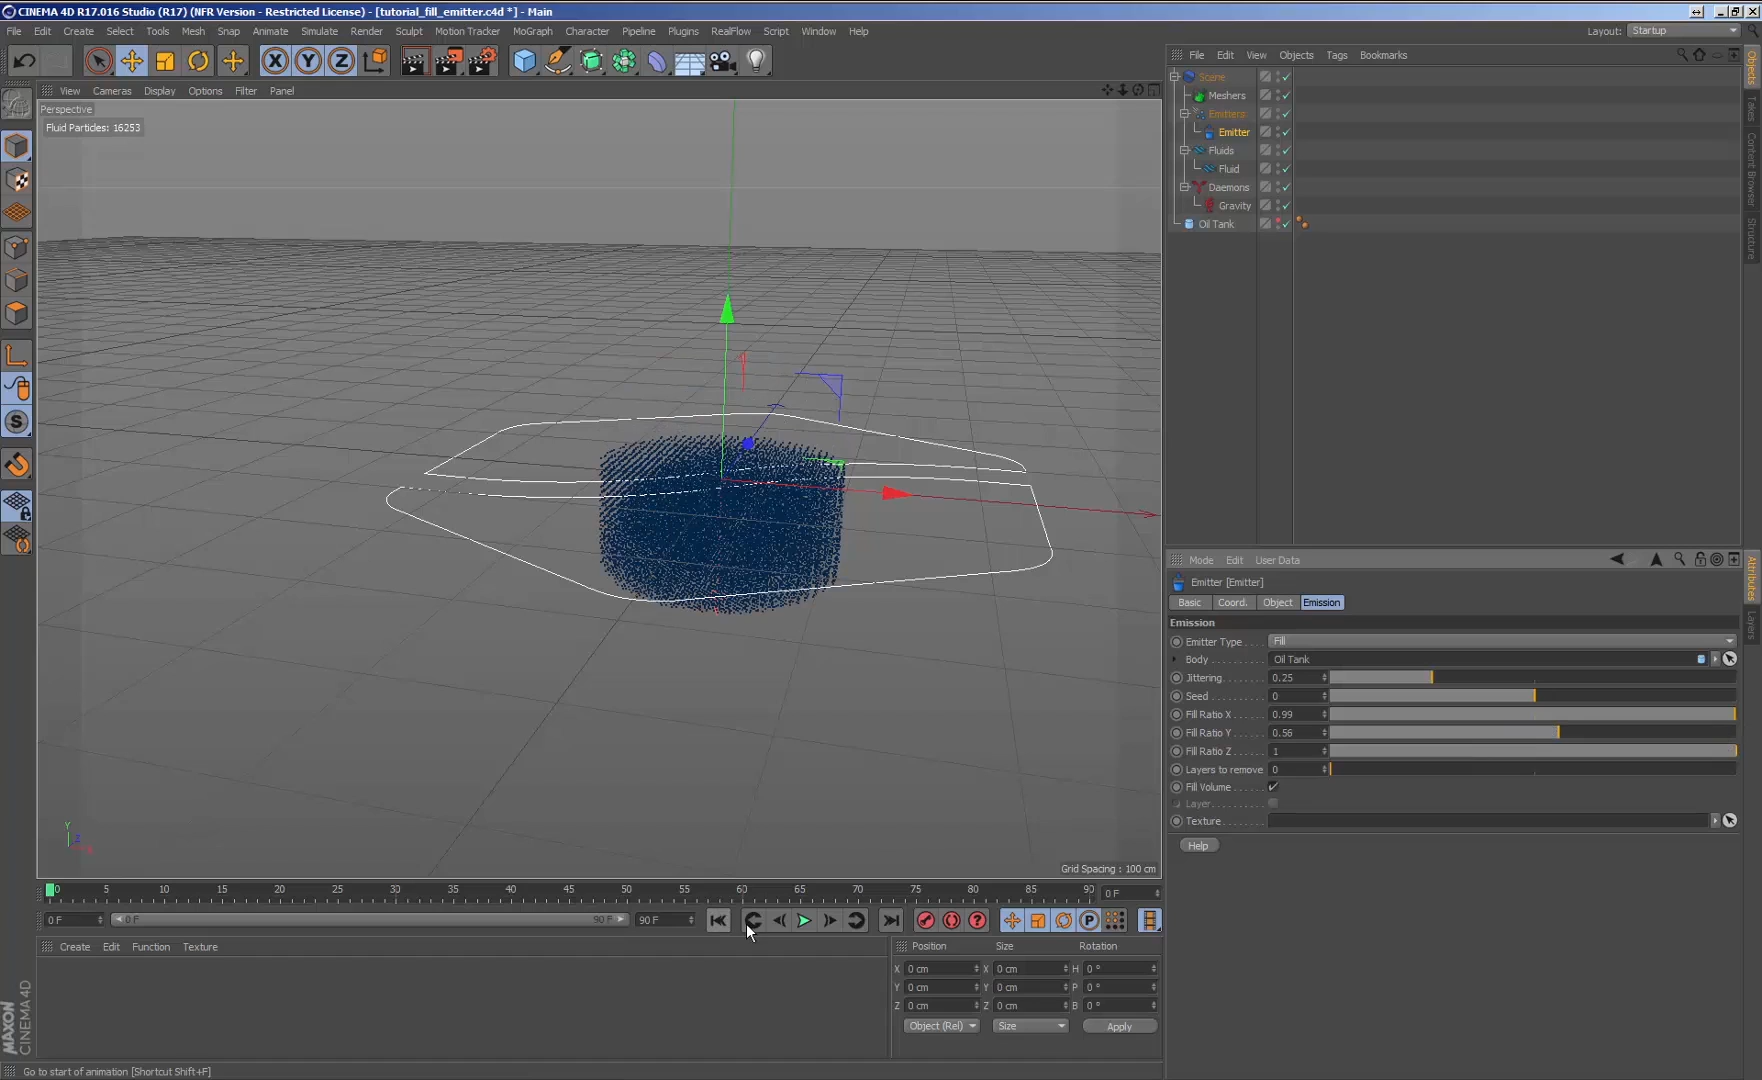 CINEMA 4D R17.016 Studio (R17) (NFR Version - Restricted License) - [tutorial_fill_emitter.c4d *] - Main
File Edit Create Select Tools Mesh Snap Animate Simulate Render Sculpt Motion Tracker MoGraph Character Pipeline Plugins RealFlow Script Window Help
Layout: Startup
File Edit View Objects Tags Bookmarks
View Cameras Display Options Filter Panel
Perspective
Fluid Particles: 16253
Scene
Meshers
Emitters
Emitter
Fluids
Fluid
Daemons
Gravity
Oil Tank
Objects
Takes
Content Browser
Structure
Mode Edit User Data
Emitter [Emitter]
Basic Coord. Object Emission
Emission
Emitter Type Fill
Body Oil Tank
Jittering 0.25
Seed 0
Fill Ratio X 0.99
Fill Ratio Y 0.56
Fill Ratio Z 1
Layers to remove 0
Fill Volume
Layer
Texture
Help
Attributes
Layers
Y
Z
X
Grid Spacing : 100 cm
0 5 10 15 20 25 30 35 40 45 50 55 60 65 70 75 80 85 90 0 F
0 F 0 F 90 F 90 F
Create Edit Function Texture
Position Size Rotation
X 0 cm X 0 cm H 0 °
Y 0 cm Y 0 cm P 0 °
Z 0 cm Z 0 cm B 0 °
Object (Rel) Size Apply
MAXON
CINEMA 4D
Go to start of animation [Shortcut Shift+F]